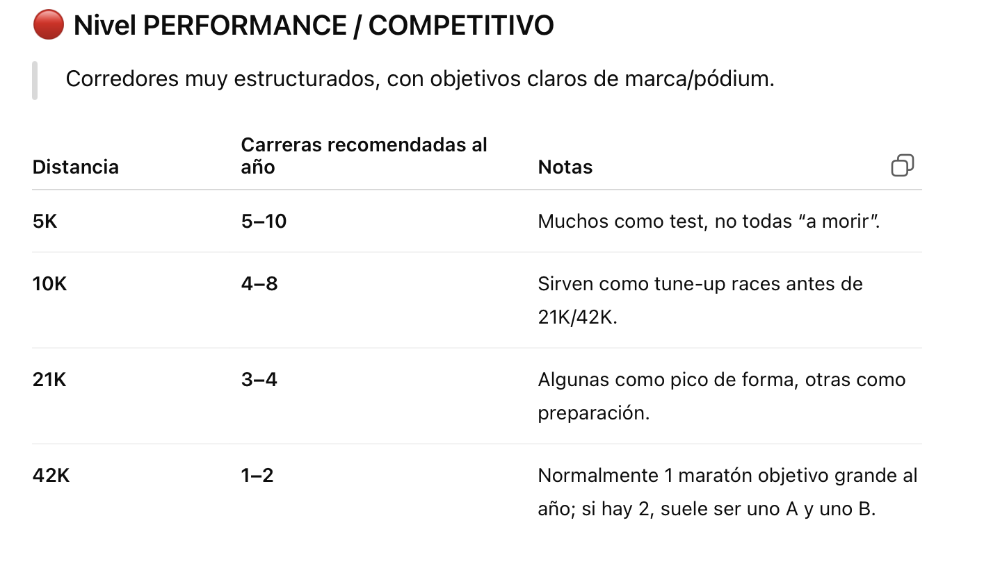 🔴 Nivel PERFORMANCE / COMPETITIVO
Corredores muy estructurados, con objetivos claros de marca/pódium.
Distancia
Carreras recomendadas al
año
Notas
5K
5–10
Muchos como test, no todas “a morir”.
10K
4–8
Sirven como tune-up races antes de
21K/42K.
21K
3–4
Algunas como pico de forma, otras como
preparación.
42K
1–2
Normalmente 1 maratón objetivo grande al
año; si hay 2, suele ser uno A y uno B.